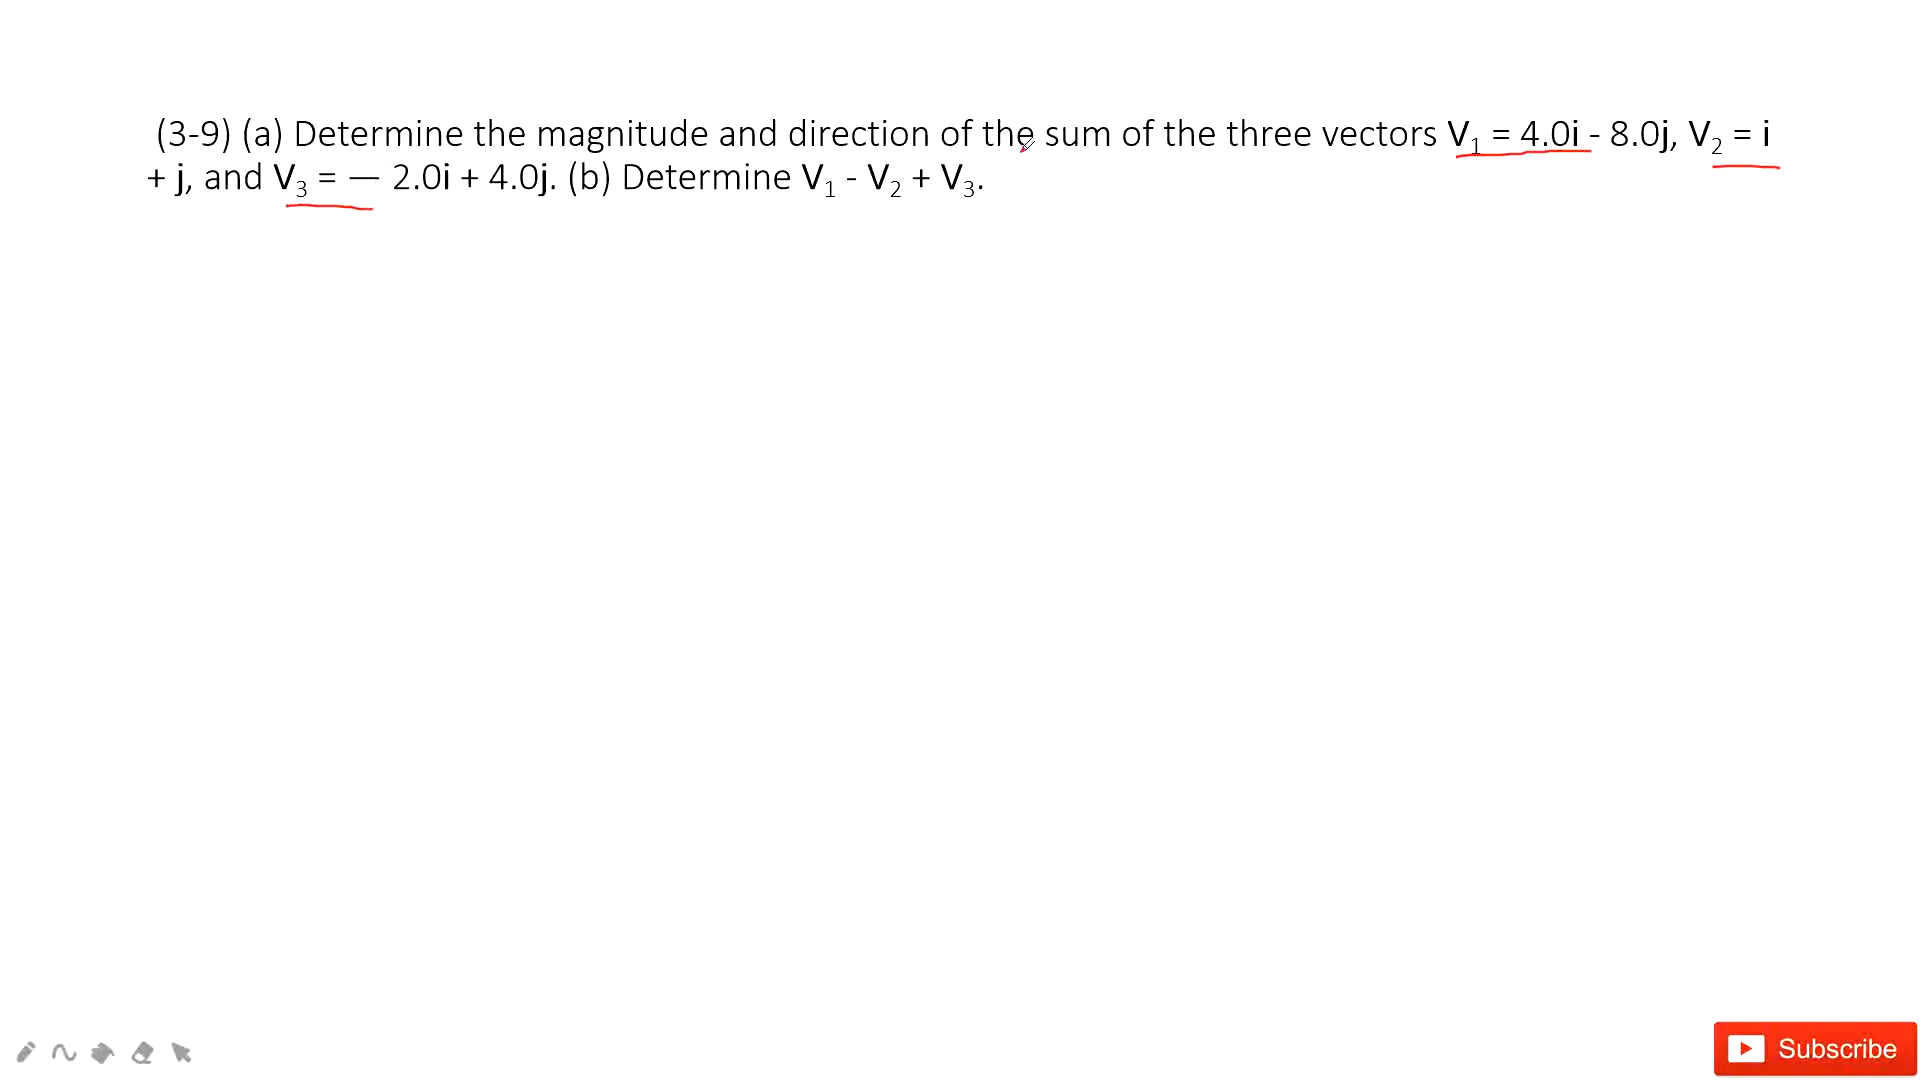 (3-9) (a) Determine the magnitude and direction of the sum of the three vectors V₁ = 4.0i - 8.0j, V₂ = i
+ j, and V₃ = — 2.0i + 4.0j. (b) Determine V₁ - V₂ + V₃.
Subscribe